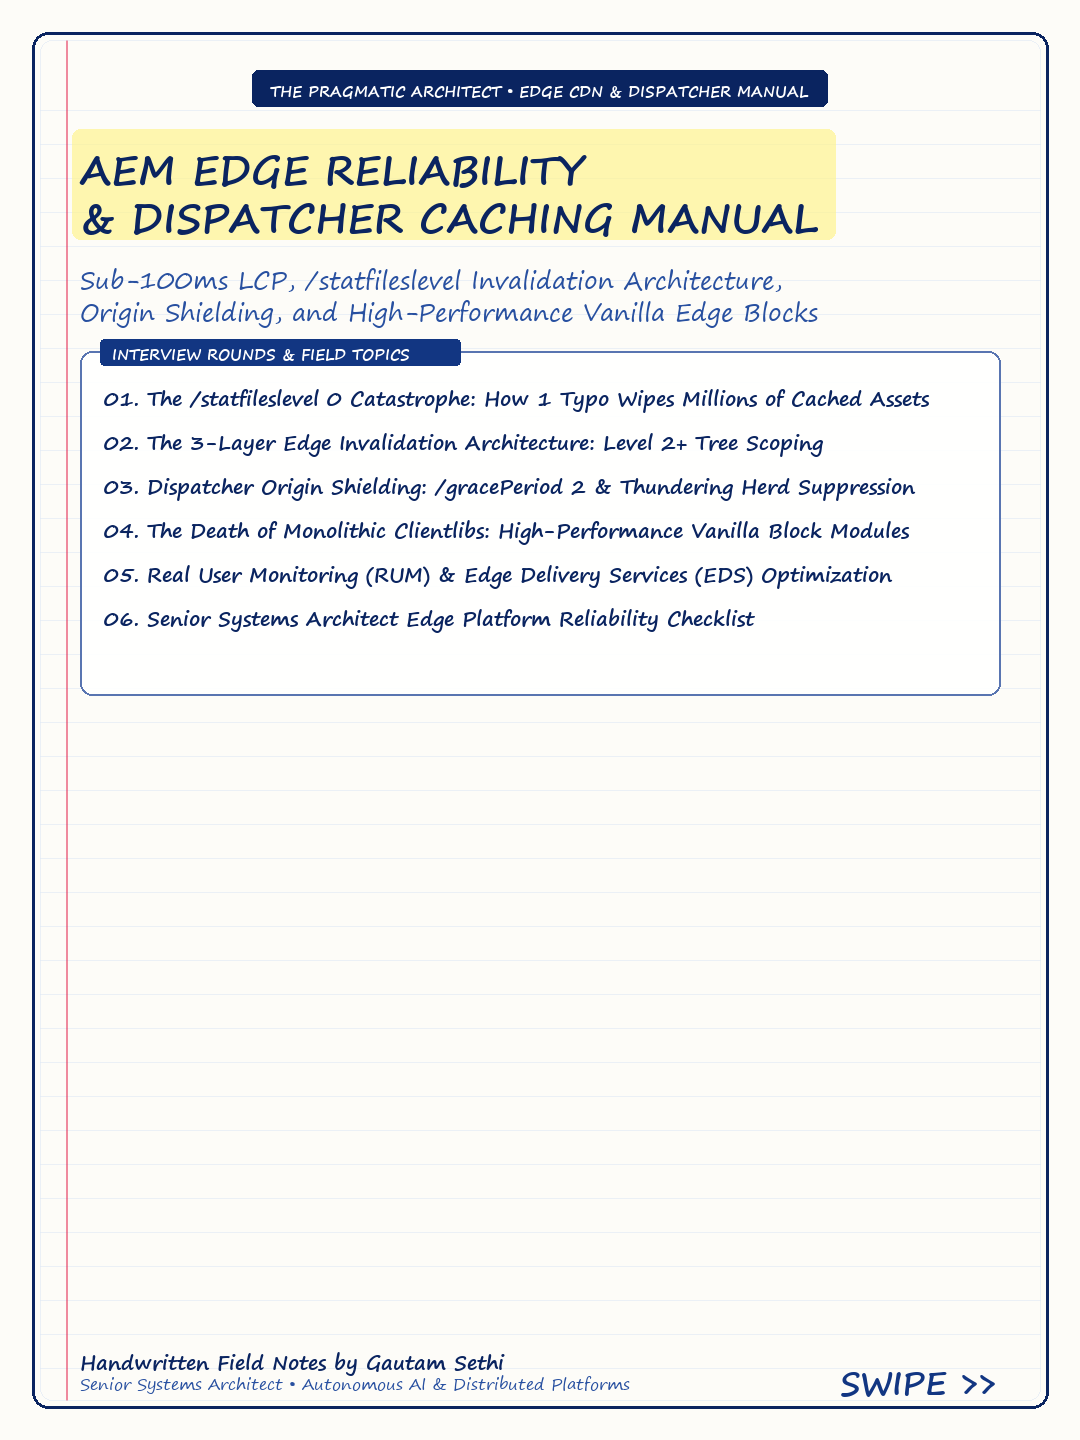 THE PRAGMATIC ARCHITECT • EDGE CDN & DISPATCHER MANUAL
AEM EDGE RELIABILITY
& DISPATCHER CACHING MANUAL
Sub-100ms LCP, /statfileslevel Invalidation Architecture,
Origin Shielding, and High-Performance Vanilla Edge Blocks
INTERVIEW ROUNDS & FIELD TOPICS
01. The /statfileslevel 0 Catastrophe: How 1 Typo Wipes Millions of Cached Assets
02. The 3-Layer Edge Invalidation Architecture: Level 2+ Tree Scoping
03. Dispatcher Origin Shielding: /gracePeriod 2 & Thundering Herd Suppression
04. The Death of Monolithic Clientlibs: High-Performance Vanilla Block Modules
05. Real User Monitoring (RUM) & Edge Delivery Services (EDS) Optimization
06. Senior Systems Architect Edge Platform Reliability Checklist
Handwritten Field Notes by Gautam Sethi
Senior Systems Architect • Autonomous AI & Distributed Platforms
SWIPE >>